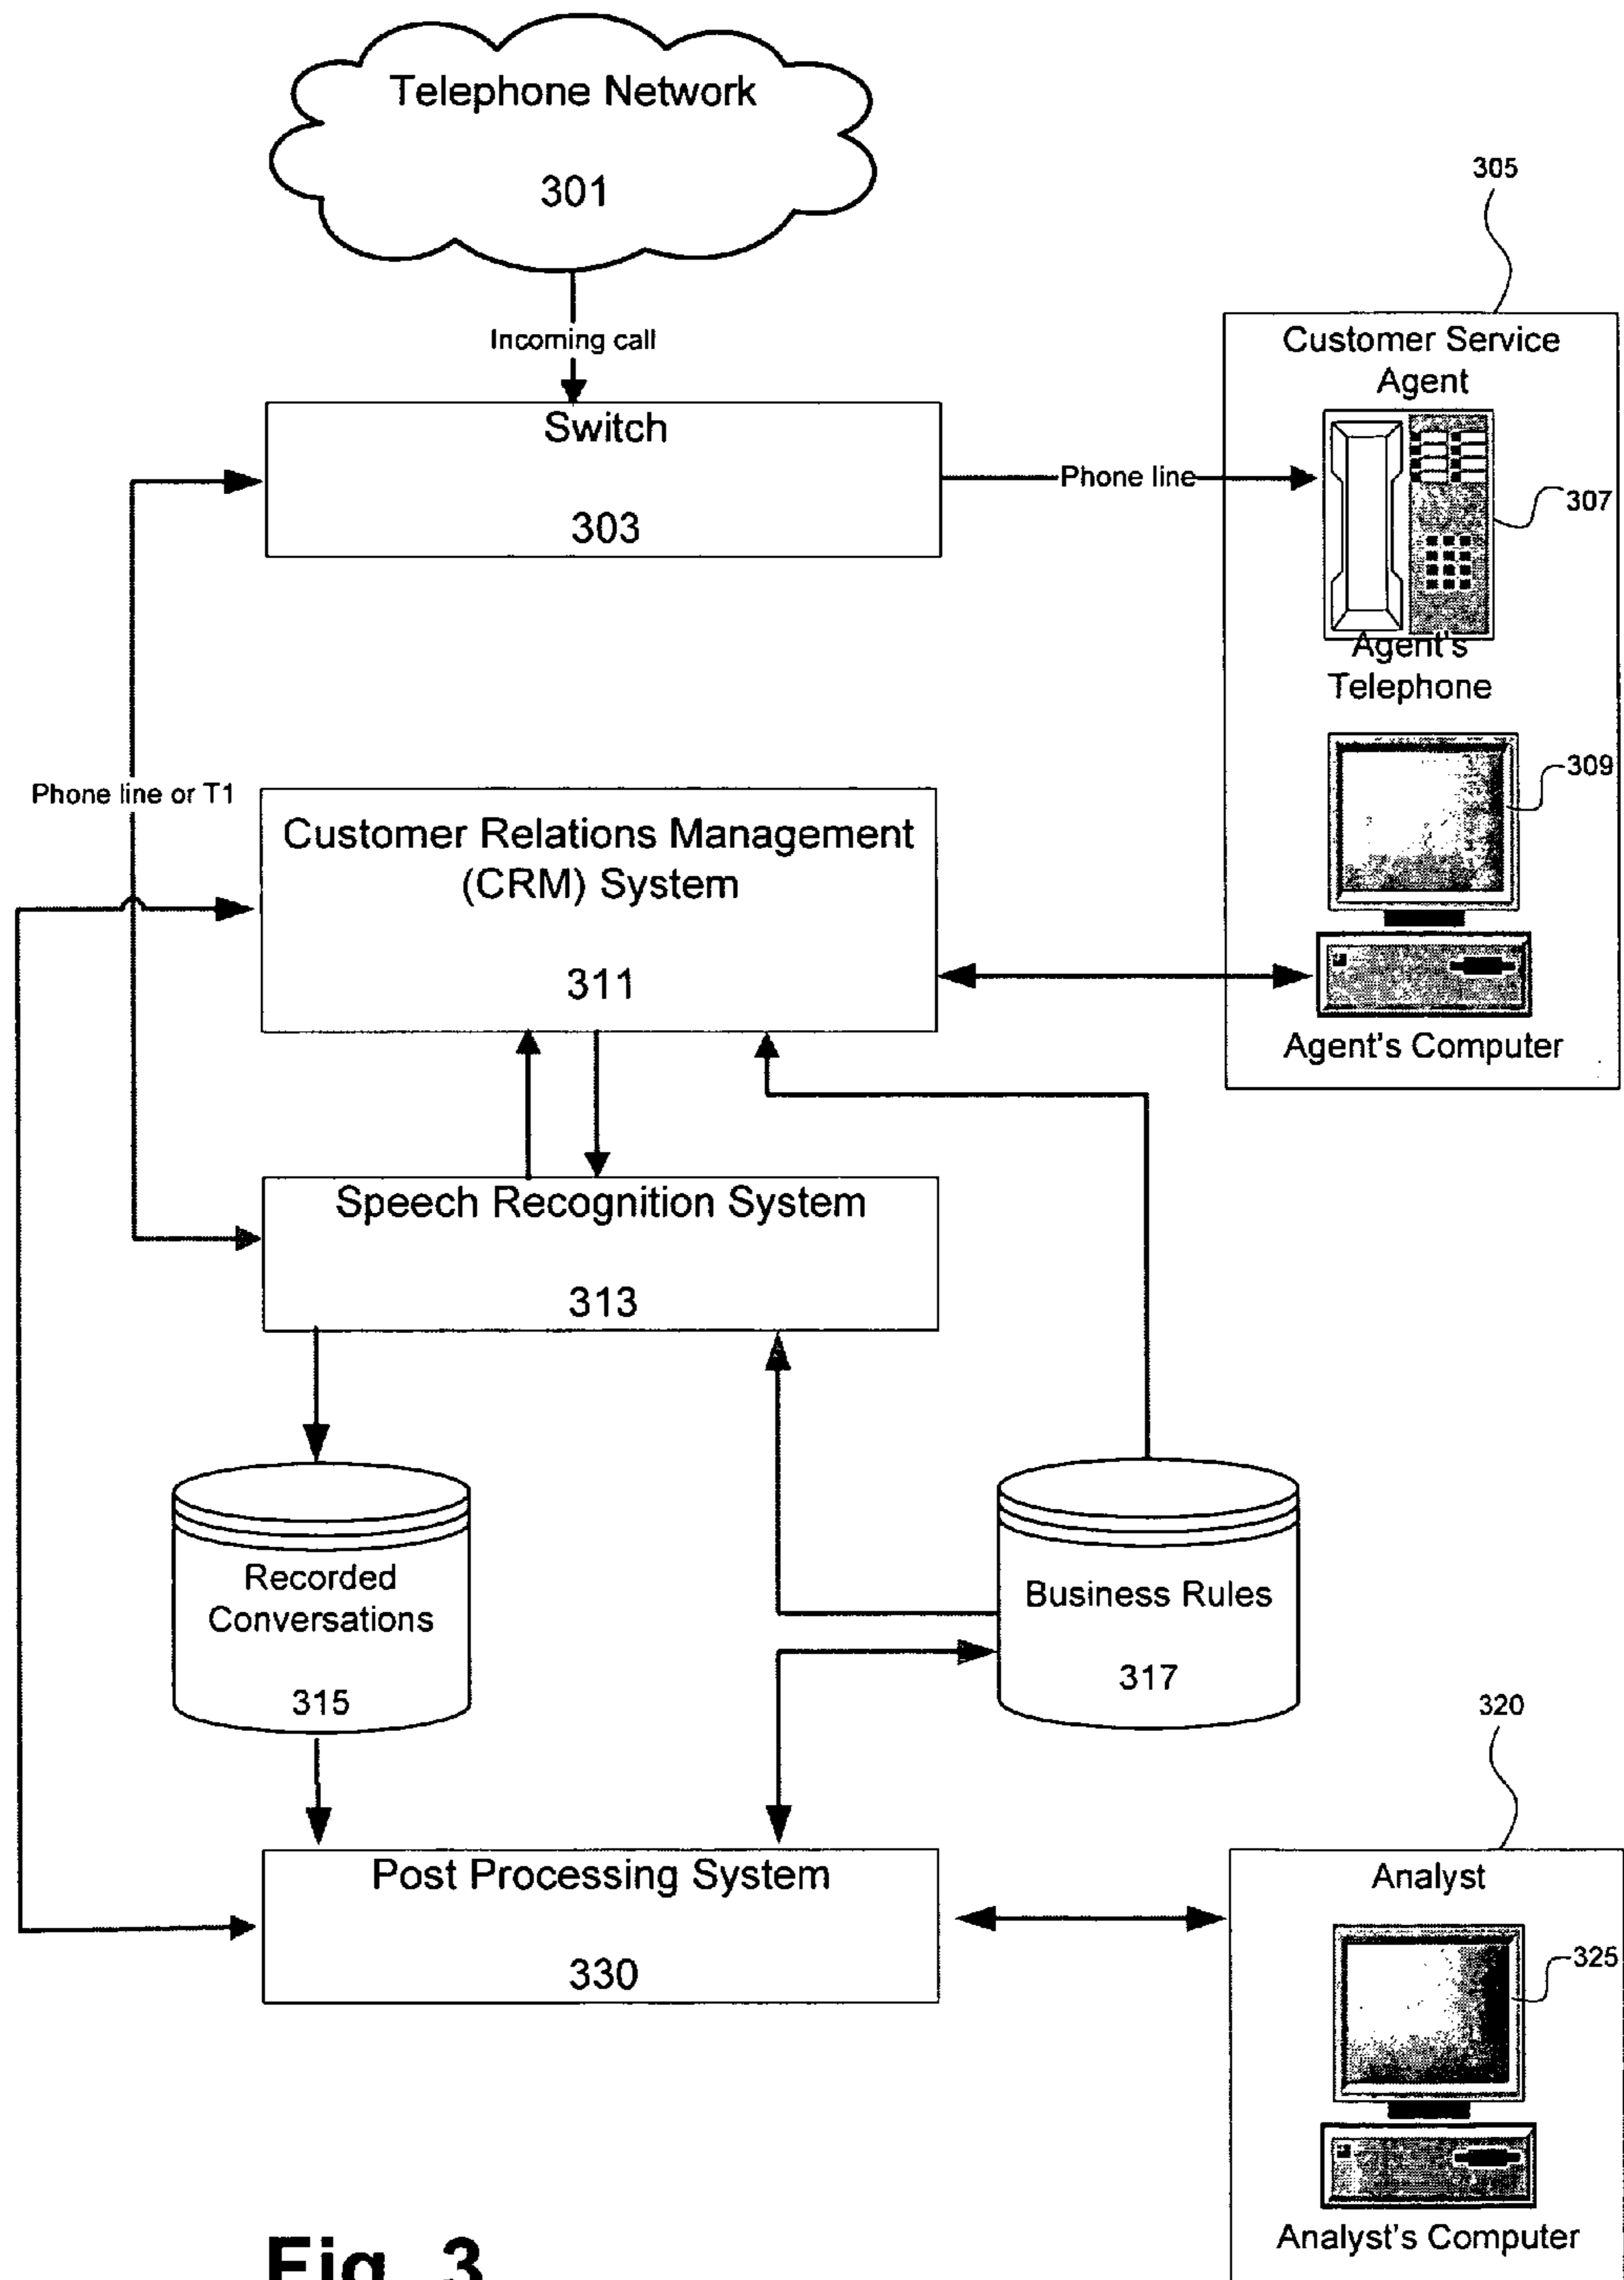 Telephone Network
301
Incoming call
305
Customer Service
Agent
Switch
303
Phone line
307
Agent's
Telephone
Phone line or T1
309
Customer Relations Management
(CRM) System
311
Agent's Computer
Speech Recognition System
313
Recorded
Conversations
315
Business Rules
317
320
Post Processing System
330
Analyst
325
Analyst's Computer
Fig. 3